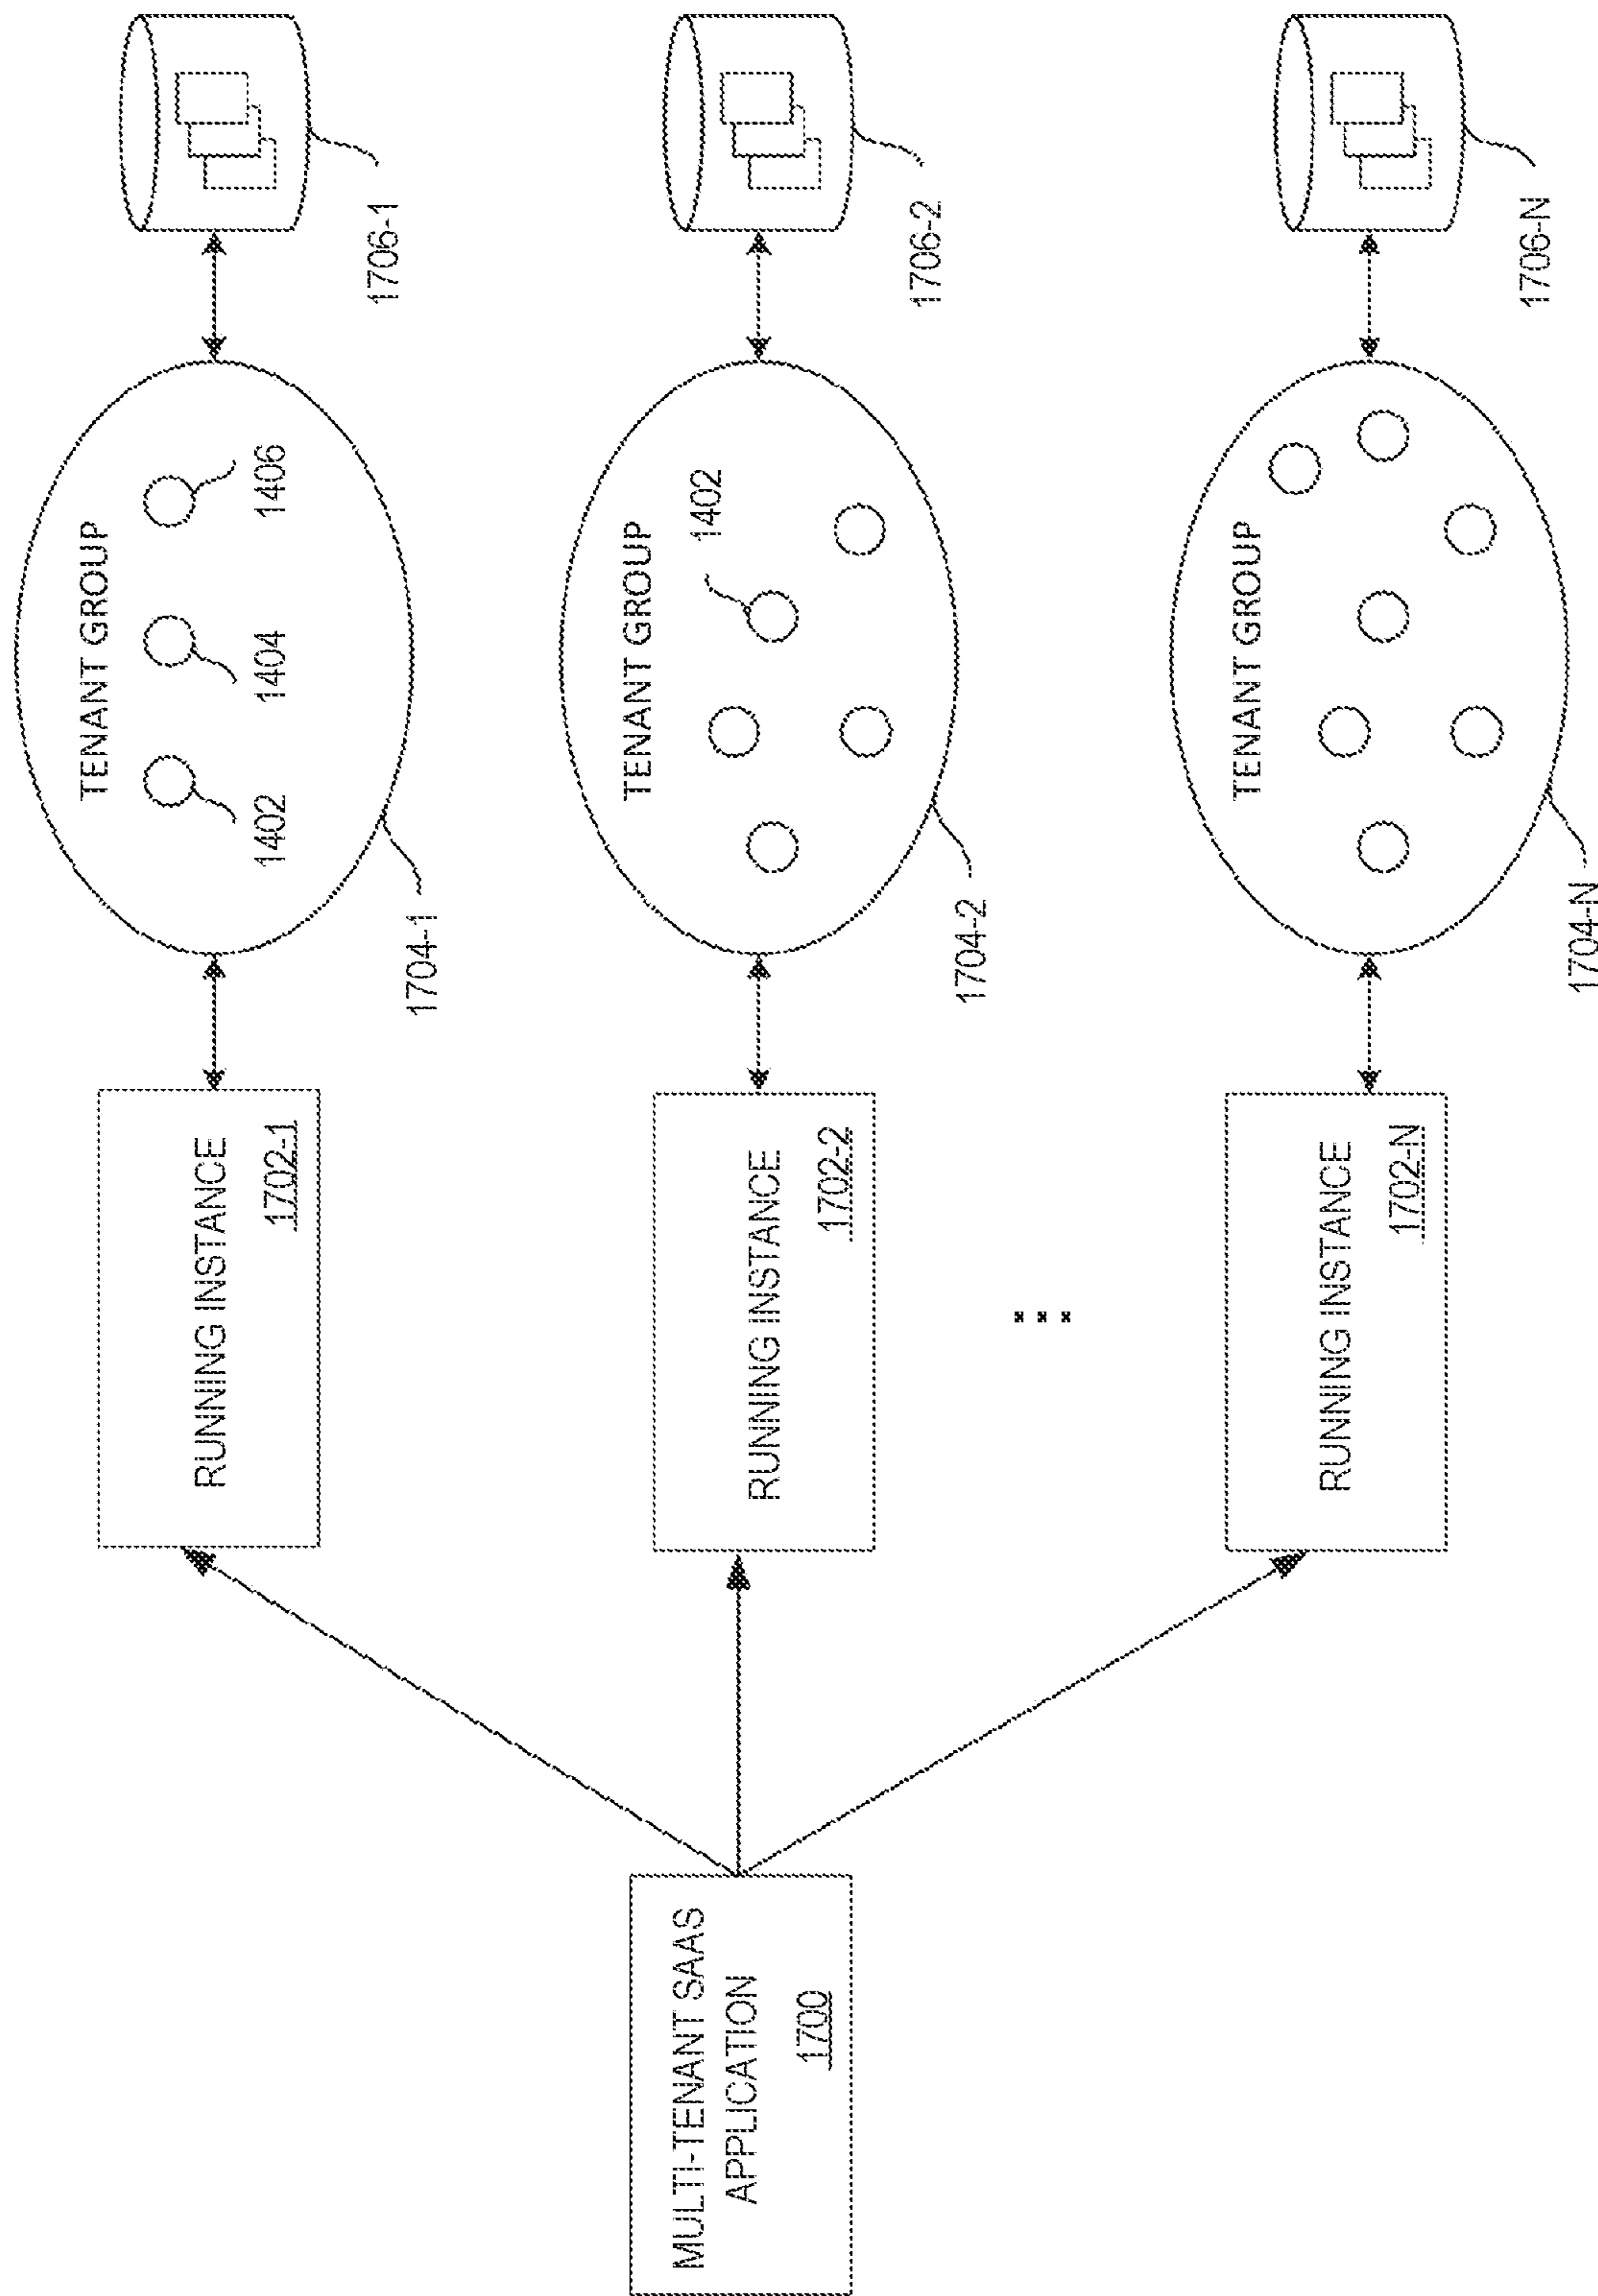 MULTI-TENANT SAAS
APPLICATION
1700
RUNNING INSTANCE
1702-1
TENANT GROUP
1402
1404
1406
1704-1
1706-1
RUNNING INSTANCE
1702-2
TENANT GROUP
1402
1704-2
1706-2
...
RUNNING INSTANCE
1702-N
TENANT GROUP
1704-N
1706-N